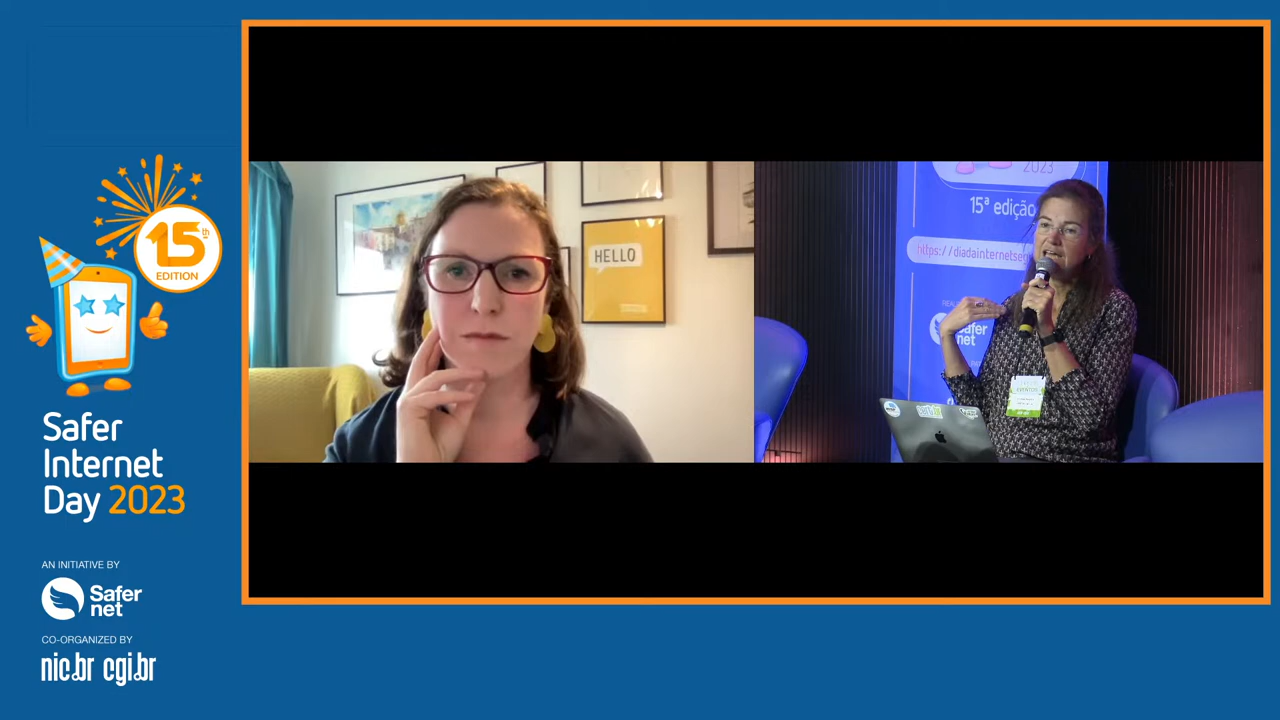 15th
EDITION
Safer
Internet
Day 2023
AN INITIATIVE BY
Safer
net
CO-ORGANIZED BY
nic.br cgi.br
HELLO
2023
15ª edição
https://diadainternetse
Safer
net